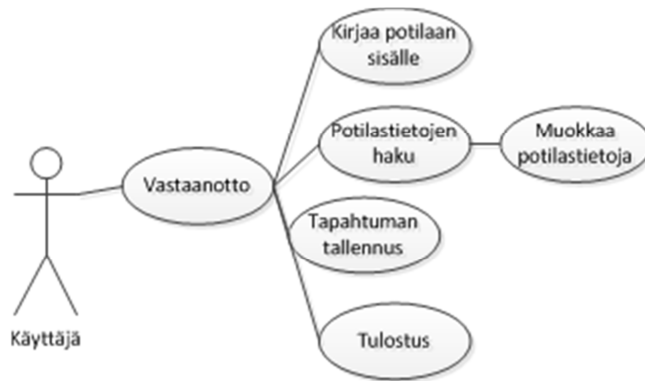 Kirjaa potilaan
sisälle
Potilastietojen
haku
Muokkaa
potilastietoja
Vastaanotto
Tapahtuman
tallennus
Tulostus
Käyttäjä